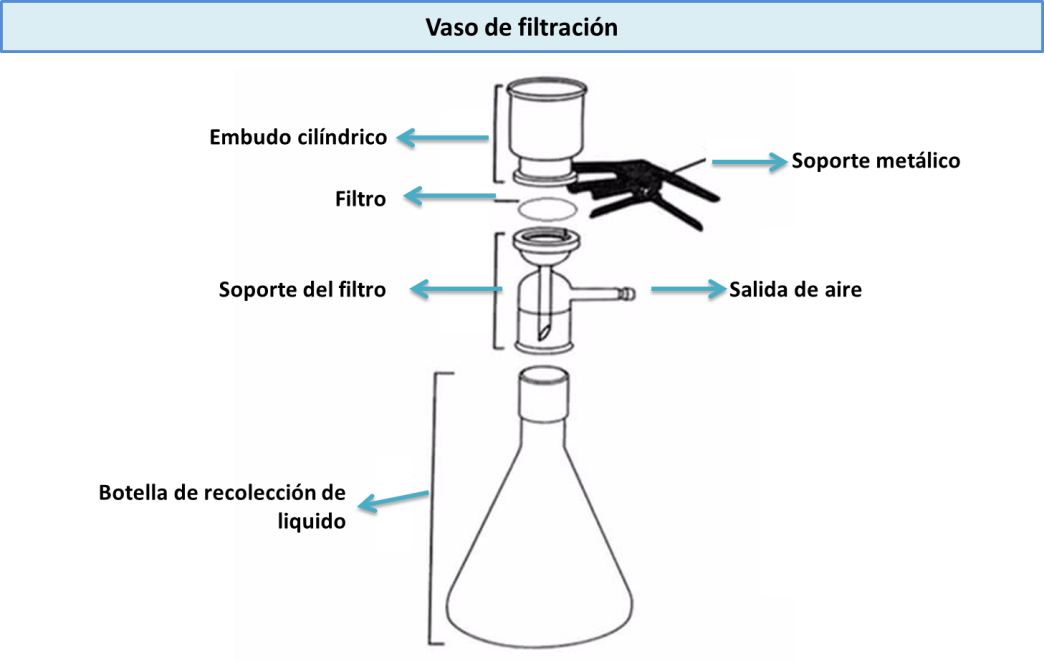 Vaso de filtración
Embudo cilíndrico
Soporte metálico
Filtro
Soporte del filtro
Salida de aire
Botella de recolección de
liquido